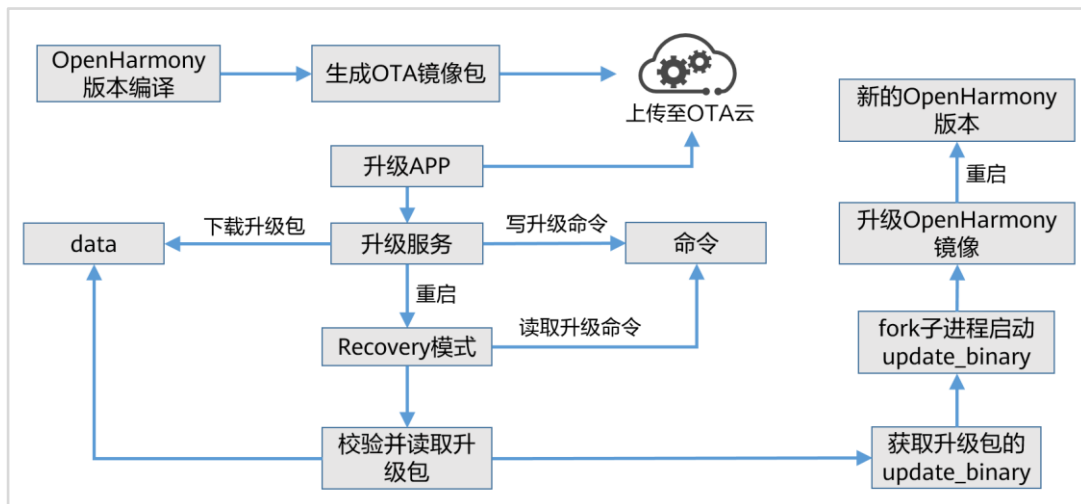 OpenHarmony
版本编译
生成OTA镜像包
上传至OTA云
新的OpenHarmony
版本
升级APP
重启
下载升级包
写升级命令
data
升级服务
命令
升级OpenHarmony
镜像
重启
读取升级命令
Recovery模式
fork子进程启动
update_binary
校验并读取升
级包
获取升级包的
update_binary